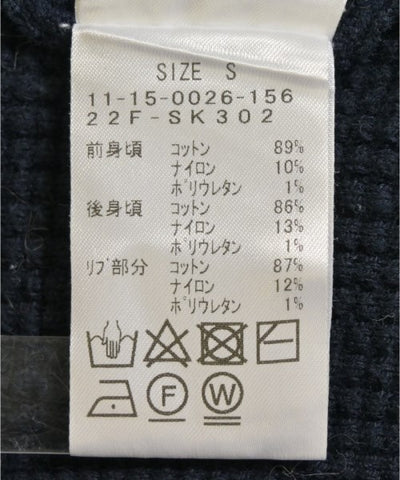 SIZE S
11-15-0026-156
22F-SK302
前身頃 コットン 89%
ナイロン 10%
ポリウレタン 1%
後身頃 コットン 86%
ナイロン 13%
ポリウレタン 1%
リブ部分 コットン 87%
ナイロン 12%
ポリウレタン 1%
F W